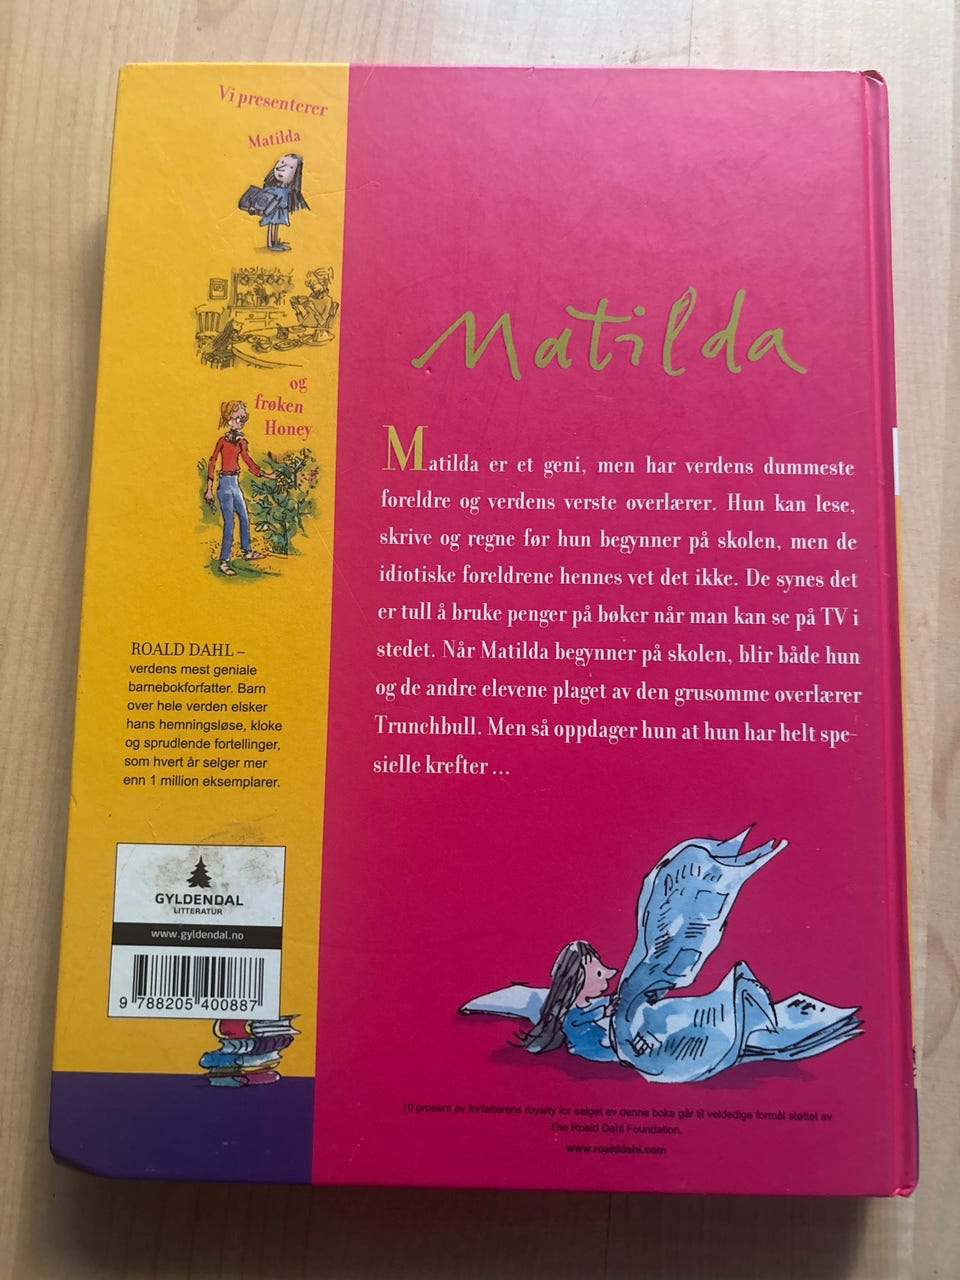 Vi presenterer
Matilda
og
frøken
Honey
ROALD DAHL –
verdens mest geniale
barnebokforfatter. Barn
over hele verden elsker
hans hemningsløse, kloke
og sprudlende fortellinger,
som hvert år selger mer
enn 1 million eksemplarer.
GYLDENDAL
LITTERATUR
www.gyldendal.no
9 788205 400887
Matilda
Matilda er et geni, men har verdens dummeste
foreldre og verdens verste overlærer. Hun kan lese,
skrive og regne før hun begynner på skolen, men de
idiotiske foreldrene hennes vet det ikke. De synes det
er tull å bruke penger på bøker når man kan se på TV i
stedet. Når Matilda begynner på skolen, blir både hun
og de andre elevene plaget av den grusomme overlærer
Trunchbull. Men så oppdager hun at hun har helt spe-
sielle krefter ...
10 prosent av forfatterens royalty for salget av denne boka går til veldedige formål støttet av
The Roald Dahl Foundation.
www.roalddahl.com